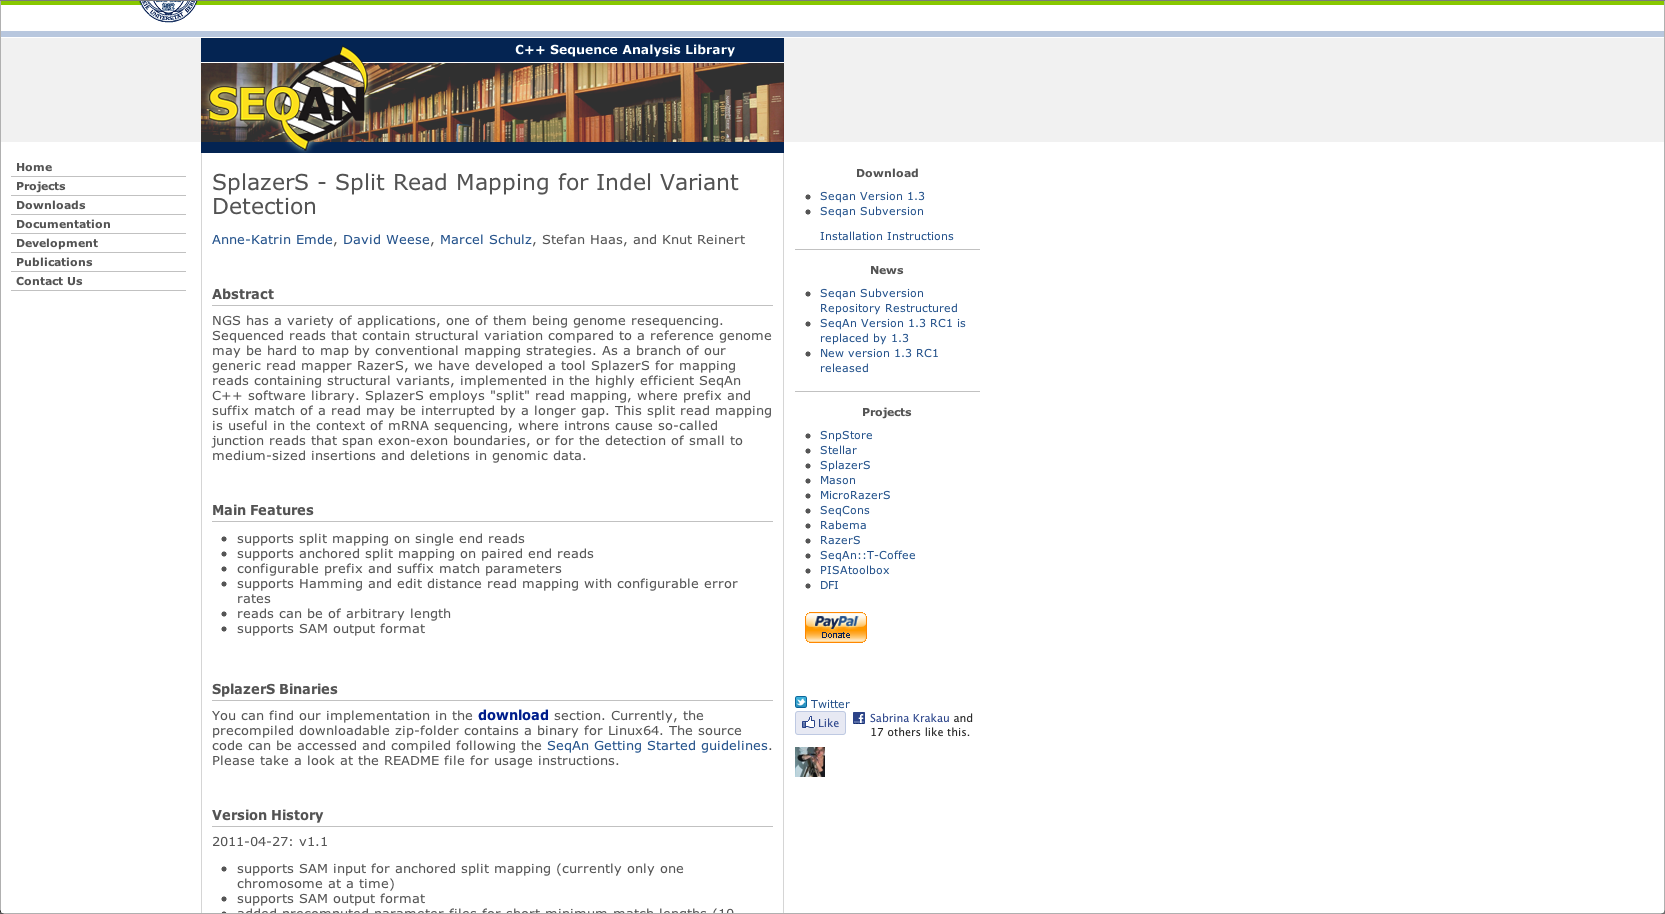 C++ Sequence Analysis Library
SEQAN
Home
Projects
Downloads
Documentation
Development
Publications
Contact Us
SplazerS - Split Read Mapping for Indel Variant
Detection
Anne-Katrin Emde, David Weese, Marcel Schulz, Stefan Haas, and Knut Reinert
Abstract
NGS has a variety of applications, one of them being genome resequencing.
Sequenced reads that contain structural variation compared to a reference genome
may be hard to map by conventional mapping strategies. As a branch of our
generic read mapper RazerS, we have developed a tool SplazerS for mapping
reads containing structural variants, implemented in the highly efficient SeqAn
C++ software library. SplazerS employs "split" read mapping, where prefix and
suffix match of a read may be interrupted by a longer gap. This split read mapping
is useful in the context of mRNA sequencing, where introns cause so-called
junction reads that span exon-exon boundaries, or for the detection of small to
medium-sized insertions and deletions in genomic data.
Main Features
supports split mapping on single end reads
supports anchored split mapping on paired end reads
configurable prefix and suffix match parameters
supports Hamming and edit distance read mapping with configurable error
rates
reads can be of arbitrary length
supports SAM output format
SplazerS Binaries
You can find our implementation in the download section. Currently, the
precompiled downloadable zip-folder contains a binary for Linux64. The source
code can be accessed and compiled following the SeqAn Getting Started guidelines.
Please take a look at the README file for usage instructions.
Version History
2011-04-27: v1.1
supports SAM input for anchored split mapping (currently only one
chromosome at a time)
supports SAM output format
added precomputed parameter files for short minimum match lengths (10
Download
Seqan Version 1.3
Seqan Subversion
Installation Instructions
News
Seqan Subversion
Repository Restructured
SeqAn Version 1.3 RC1 is
replaced by 1.3
New version 1.3 RC1
released
Projects
SnpStore
Stellar
SplazerS
Mason
MicroRazerS
SeqCons
Rabema
RazerS
SeqAn::T-Coffee
PISAtoolbox
DFI
PayPal
Donate
Twitter
Like
Sabrina Krakau and
17 others like this.